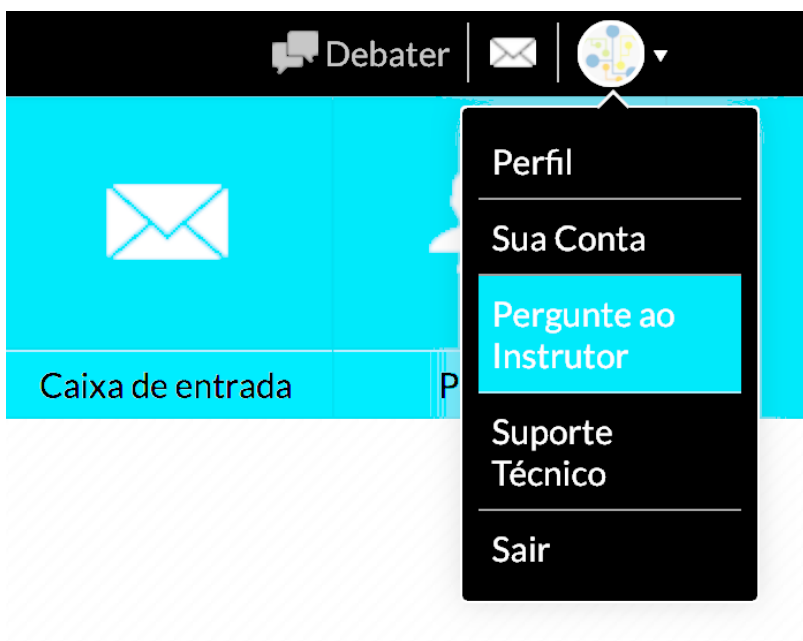 Debater
Perfil
Sua Conta
Pergunte ao
Instrutor
Caixa de entrada
P
Suporte
Técnico
Sair